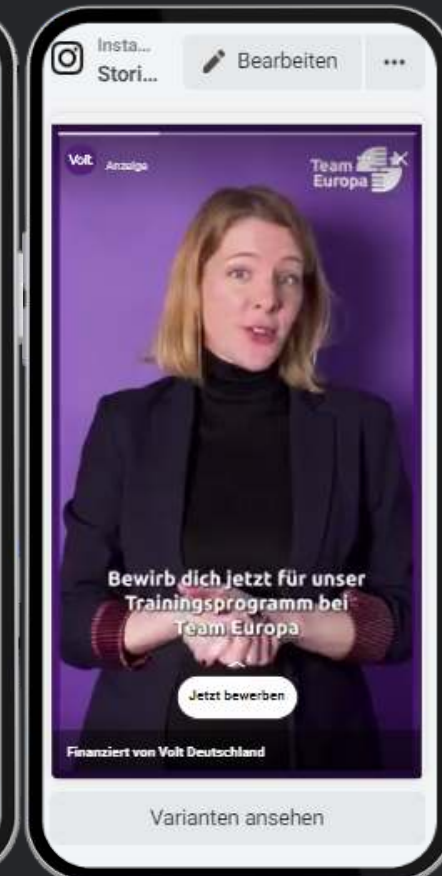 Insta...
Stori...
Bearbeiten
...
Volt
Anzeige
Team
Europa
Bewirb dich jetzt für unser
Trainingsprogramm bei
Team Europa
Jetzt bewerben
Finanziert von Volt Deutschland
Varianten ansehen